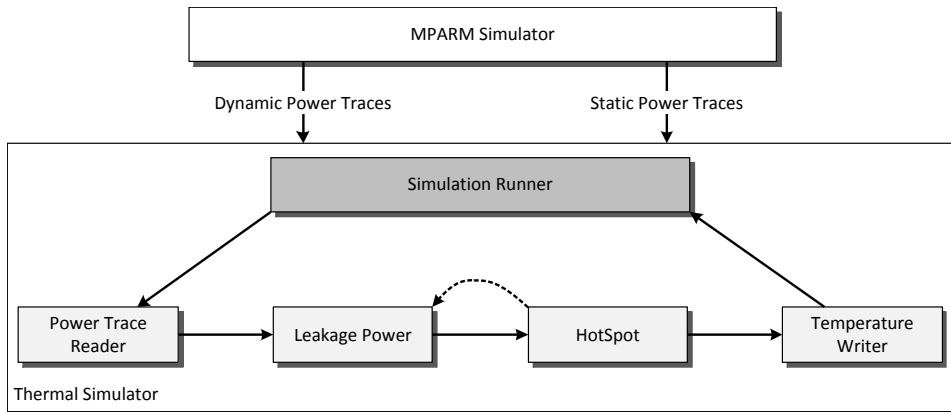 MPARM Simulator
Dynamic Power Traces
Static Power Traces
Simulation Runner
Power Trace
Reader
Leakage Power
HotSpot
Temperature
Writer
Thermal Simulator